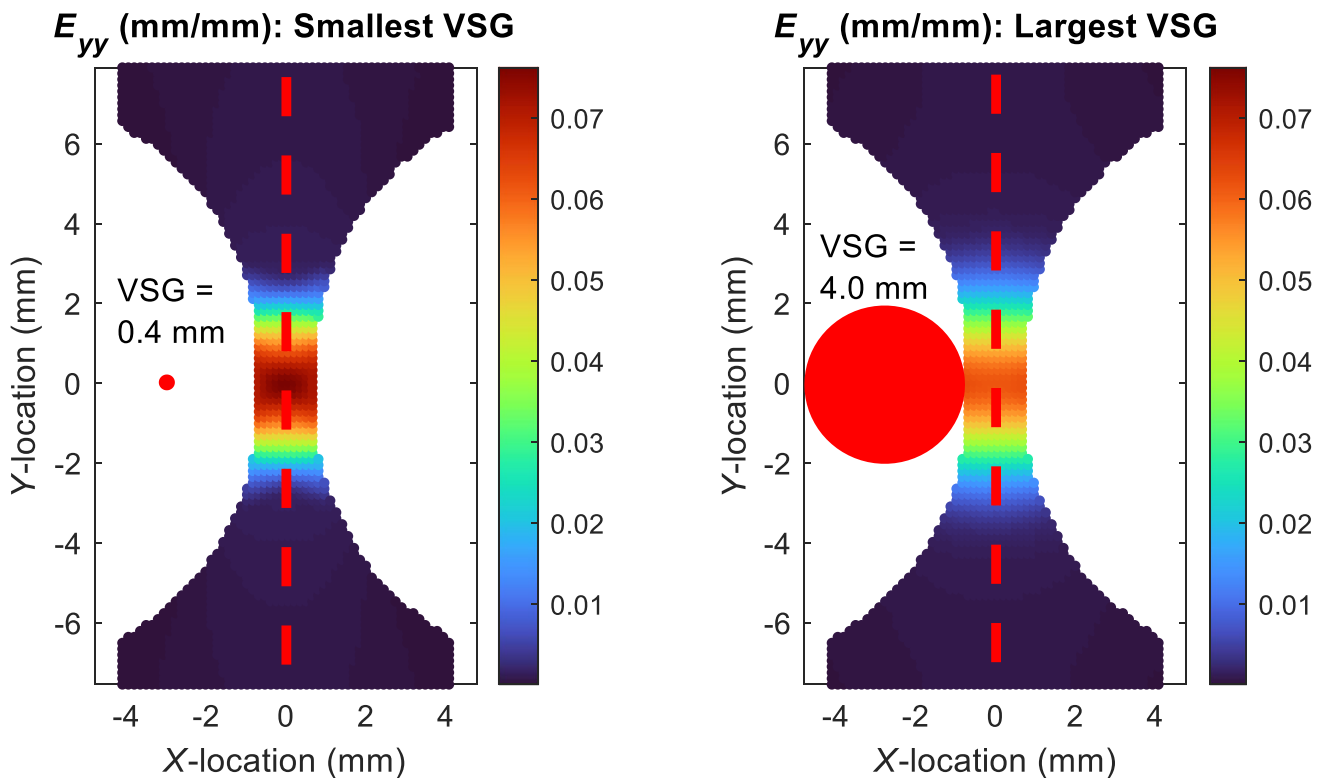 E_yy (mm/mm): Smallest VSG
6
4
2
0
-2
-4
-6
Y-location (mm)
VSG =
0.4 mm
-4 -2 0 2 4
X-location (mm)
0.07
0.06
0.05
0.04
0.03
0.02
0.01
E_yy (mm/mm): Largest VSG
6
4
2
0
-2
-4
-6
Y-location (mm)
VSG =
4.0 mm
-4 -2 0 2 4
X-location (mm)
0.07
0.06
0.05
0.04
0.03
0.02
0.01